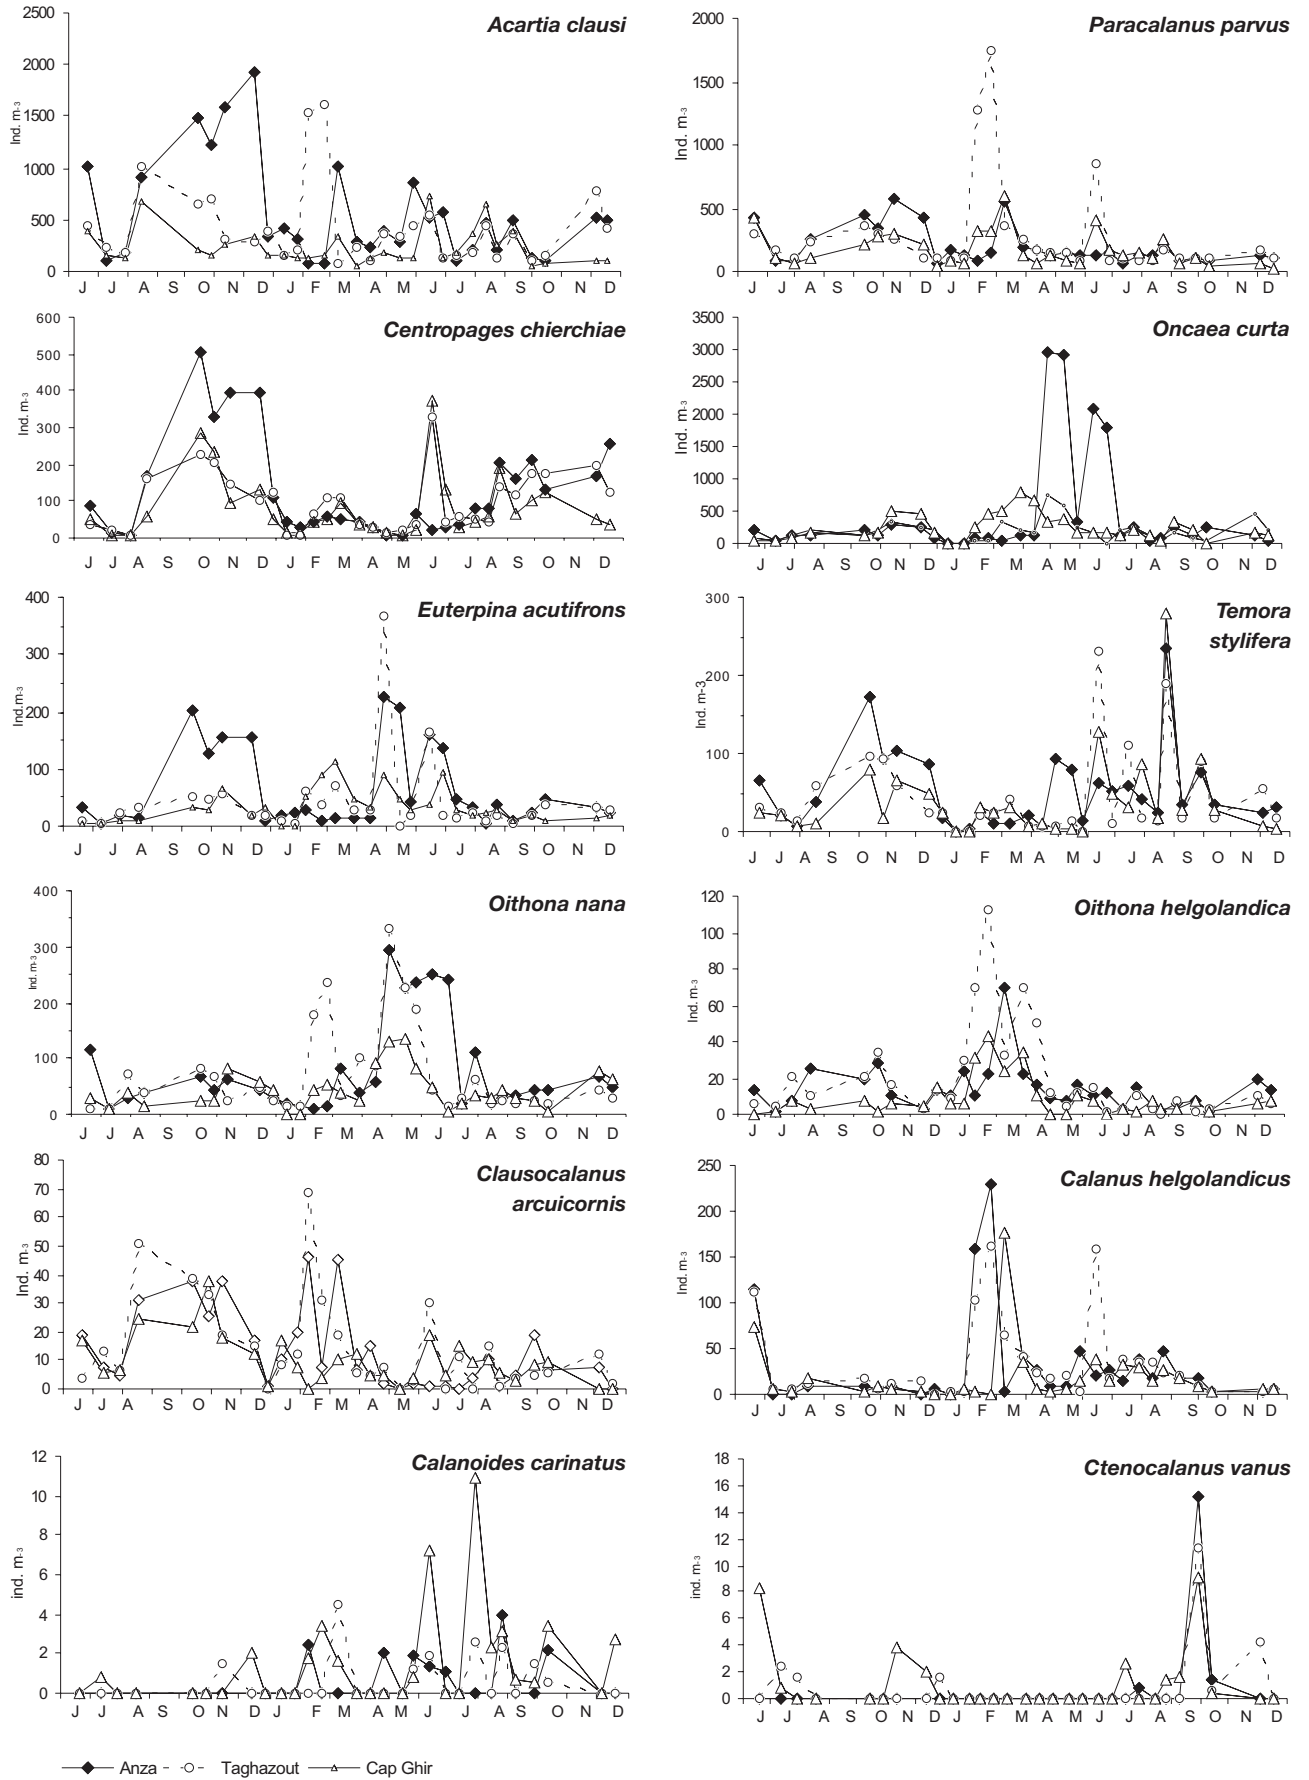 Acartia clausi
2500
2000
1500
1000
500
0
Ind. m-3
J J A S O N D J F M A M J J A S O N D
Paracalanus parvus
2000
1500
1000
500
0
Ind. m-3
J J A S O N D J F M A M J J A S O N D
Centropages chierchiae
600
500
400
300
200
100
0
Ind. m-3
J J A S O N D J F M A M J J A S O N D
Oncaea curta
3500
3000
2500
2000
1500
3000
500
0
Ind. m-3
J J A S O N D J F M A M J J A S O N D
Euterpina acutifrons
400
300
200
100
0
Ind.m-3
J J A S O N D J F M A M J J A S O N D
Temora
stylifera
300
200
100
0
Ind. m-3
J J A S O N D J F M A M J J A S O N D
Oithona nana
400
300
200
100
0
Ind. m-3
J J A S O N D J F M A M J J A S O N D
Oithona helgolandica
120
100
80
60
40
20
0
Ind. m-3
J J A S O N D J F M A M J J A S O N D
Clausocalanus
arcuicornis
80
70
60
50
40
30
20
10
0
Ind. m-3
J J A S O N D J F M A M J J A S O N D
Calanus helgolandicus
250
200
150
100
50
0
Ind. m-3
J J A S O N D J F M A M J J A S O N D
Calanoides carinatus
12
10
8
6
4
2
0
ind. m-3
J J A S O N D J F M A M J J A S O N D
Ctenocalanus vanus
18
16
14
12
10
8
6
4
2
0
ind. m-3
J J A S O N D J F M A M J J A S O N D
Anza Taghazout Cap Ghir